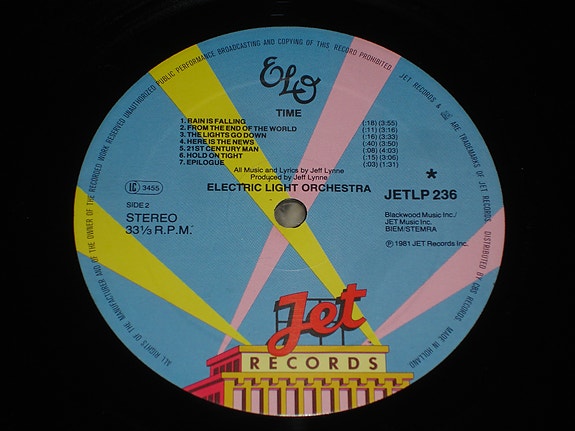 UNAUTHORIZED PUBLIC PERFORMANCE BROADCASTING AND COPYING OF THIS RECORD PROHIBITED
JET RECORDS & ARE TRADEMARKS OF JET RECORDS. DISTRIBUTED BY CBS RECORDS MADE IN HOLLAND
ALL RIGHTS OF THE MANUFACTURER AND OF THE OWNER OF THE RECORDED WORK RESERVED
ELO
TIME
1. RAIN IS FALLING (:18) (3:55)
2. FROM THE END OF THE WORLD (:11) (3:16)
3. THE LIGHTS GO DOWN (:16) (3:33)
4. HERE IS THE NEWS (:40) (3:50)
5. 21ST CENTURY MAN (:08) (4:03)
6. HOLD ON TIGHT (:15) (3:06)
7. EPILOGUE (:03) (1:31)
All Music and Lyrics by Jeff Lynne
Produced by Jeff Lynne
ELECTRIC LIGHT ORCHESTRA
LC 3455
*
JETLP 236
SIDE 2
STEREO
33⅓ R.P.M.
Blackwood Music Inc./
JET Music Inc.
BIEM/STEMRA
℗ 1981 JET Records Inc.
Jet
RECORDS